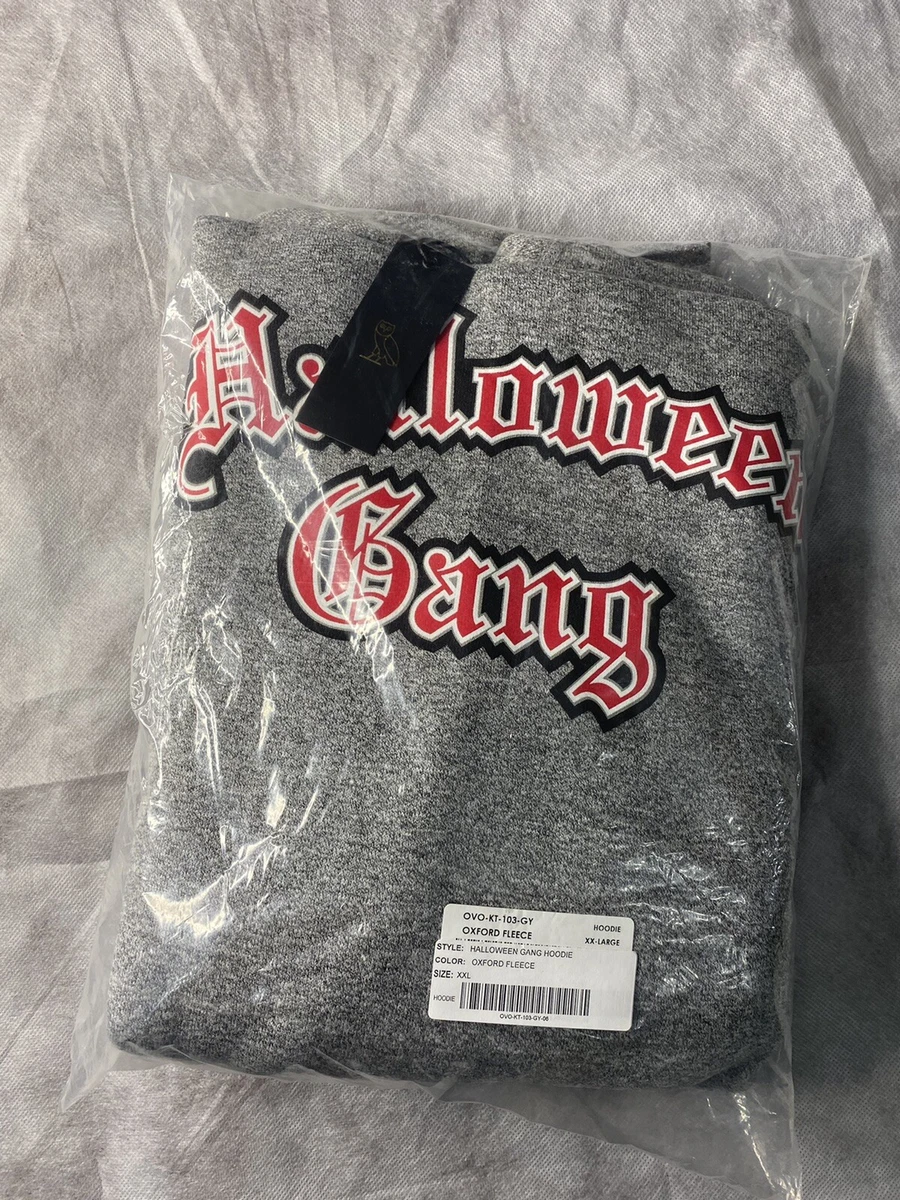 Halloween
Gang
OVO-KT-103-GY
HOODIE
OXFORD FLEECE
XX-LARGE
STYLE: HALLOWEEN GANG HOODIE
COLOR: OXFORD FLEECE
SIZE: XXL
HOODIE
OVO-KT-103-GY-06